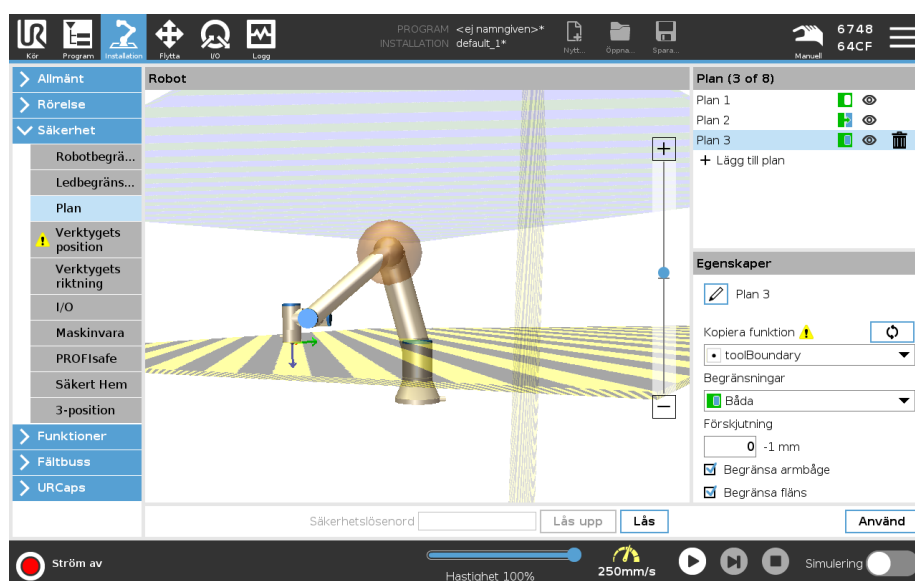 PROGRAM <ej namngiven>*
INSTALLATION default_1*
Kör
Program
Installation
Flytta
I/O
Logg
Nytt...
Öppna...
Spara...
Manuell
6748
64CF
Allmänt
Rörelse
Säkerhet
Robotbegrä...
Ledbegräns...
Plan
Verktygets
position
Verktygets
riktning
I/O
Maskinvara
PROFIsafe
Säkert Hem
3-position
Funktioner
Fältbuss
URCaps
Robot
Plan (3 of 8)
Plan 1
Plan 2
Plan 3
Lägg till plan
Egenskaper
Plan 3
Kopiera funktion
toolBoundary
Begränsningar
Båda
Förskjutning
0 -1 mm
Begränsa armbåge
Begränsa fläns
Säkerhetslösenord
Lås upp
Lås
Använd
Ström av
Hastighet 100%
250mm/s
Simulering